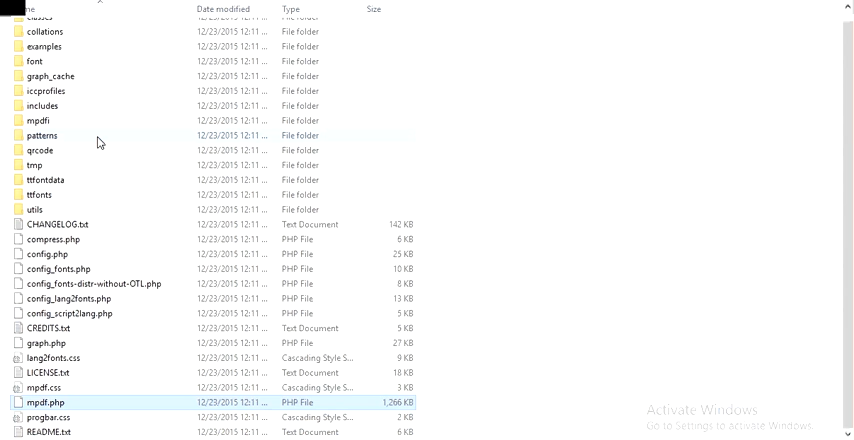 me Date modified Type Size
classes
collations 12/23/2015 12:11 ... File folder
examples 12/23/2015 12:11 ... File folder
font 12/23/2015 12:11 ... File folder
graph_cache 12/23/2015 12:11 ... File folder
iccprofiles 12/23/2015 12:11 ... File folder
includes 12/23/2015 12:11 ... File folder
mpdfi 12/23/2015 12:11 ... File folder
patterns 12/23/2015 12:11 ... File folder
qrcode 12/23/2015 12:11 ... File folder
tmp 12/23/2015 12:11 ... File folder
ttfontdata 12/23/2015 12:11 ... File folder
ttfonts 12/23/2015 12:11 ... File folder
utils 12/23/2015 12:11 ... File folder
CHANGELOG.txt 12/23/2015 12:11 ... Text Document 142 KB
compress.php 12/23/2015 12:11 ... PHP File 6 KB
config.php 12/23/2015 12:11 ... PHP File 25 KB
config_fonts.php 12/23/2015 12:11 ... PHP File 10 KB
config_fonts-distr-without-OTL.php 12/23/2015 12:11 ... PHP File 8 KB
config_lang2fonts.php 12/23/2015 12:11 ... PHP File 13 KB
config_script2lang.php 12/23/2015 12:11 ... PHP File 5 KB
CREDITS.txt 12/23/2015 12:11 ... Text Document 5 KB
graph.php 12/23/2015 12:11 ... PHP File 27 KB
lang2fonts.css 12/23/2015 12:11 ... Cascading Style S... 9 KB
LICENSE.txt 12/23/2015 12:11 ... Text Document 18 KB
mpdf.css 12/23/2015 12:11 ... Cascading Style S... 3 KB
mpdf.php 12/23/2015 12:11 ... PHP File 1,266 KB
progbar.css 12/23/2015 12:11 ... Cascading Style S... 2 KB
README.txt 12/23/2015 12:11 ... Text Document 6 KB
Activate Windows
Go to Settings to activate Windows.